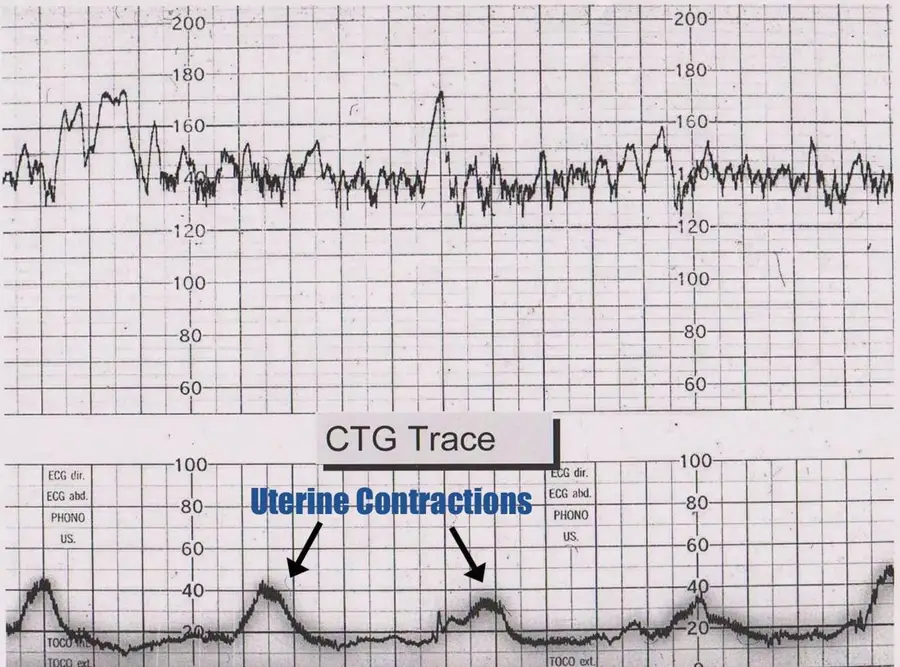 200 200
180 180
160 160
140 140
120 120
100 100
80 80
60 60
CTG Trace
100 100
ECG dir. ECG dir.
ECG abd. ECG abd.
Uterine Contractions
80 80
PHONO PHONO
US. US.
60 60
40 40
20 20
TOCO
TOCO ext. TOCO ext.
0